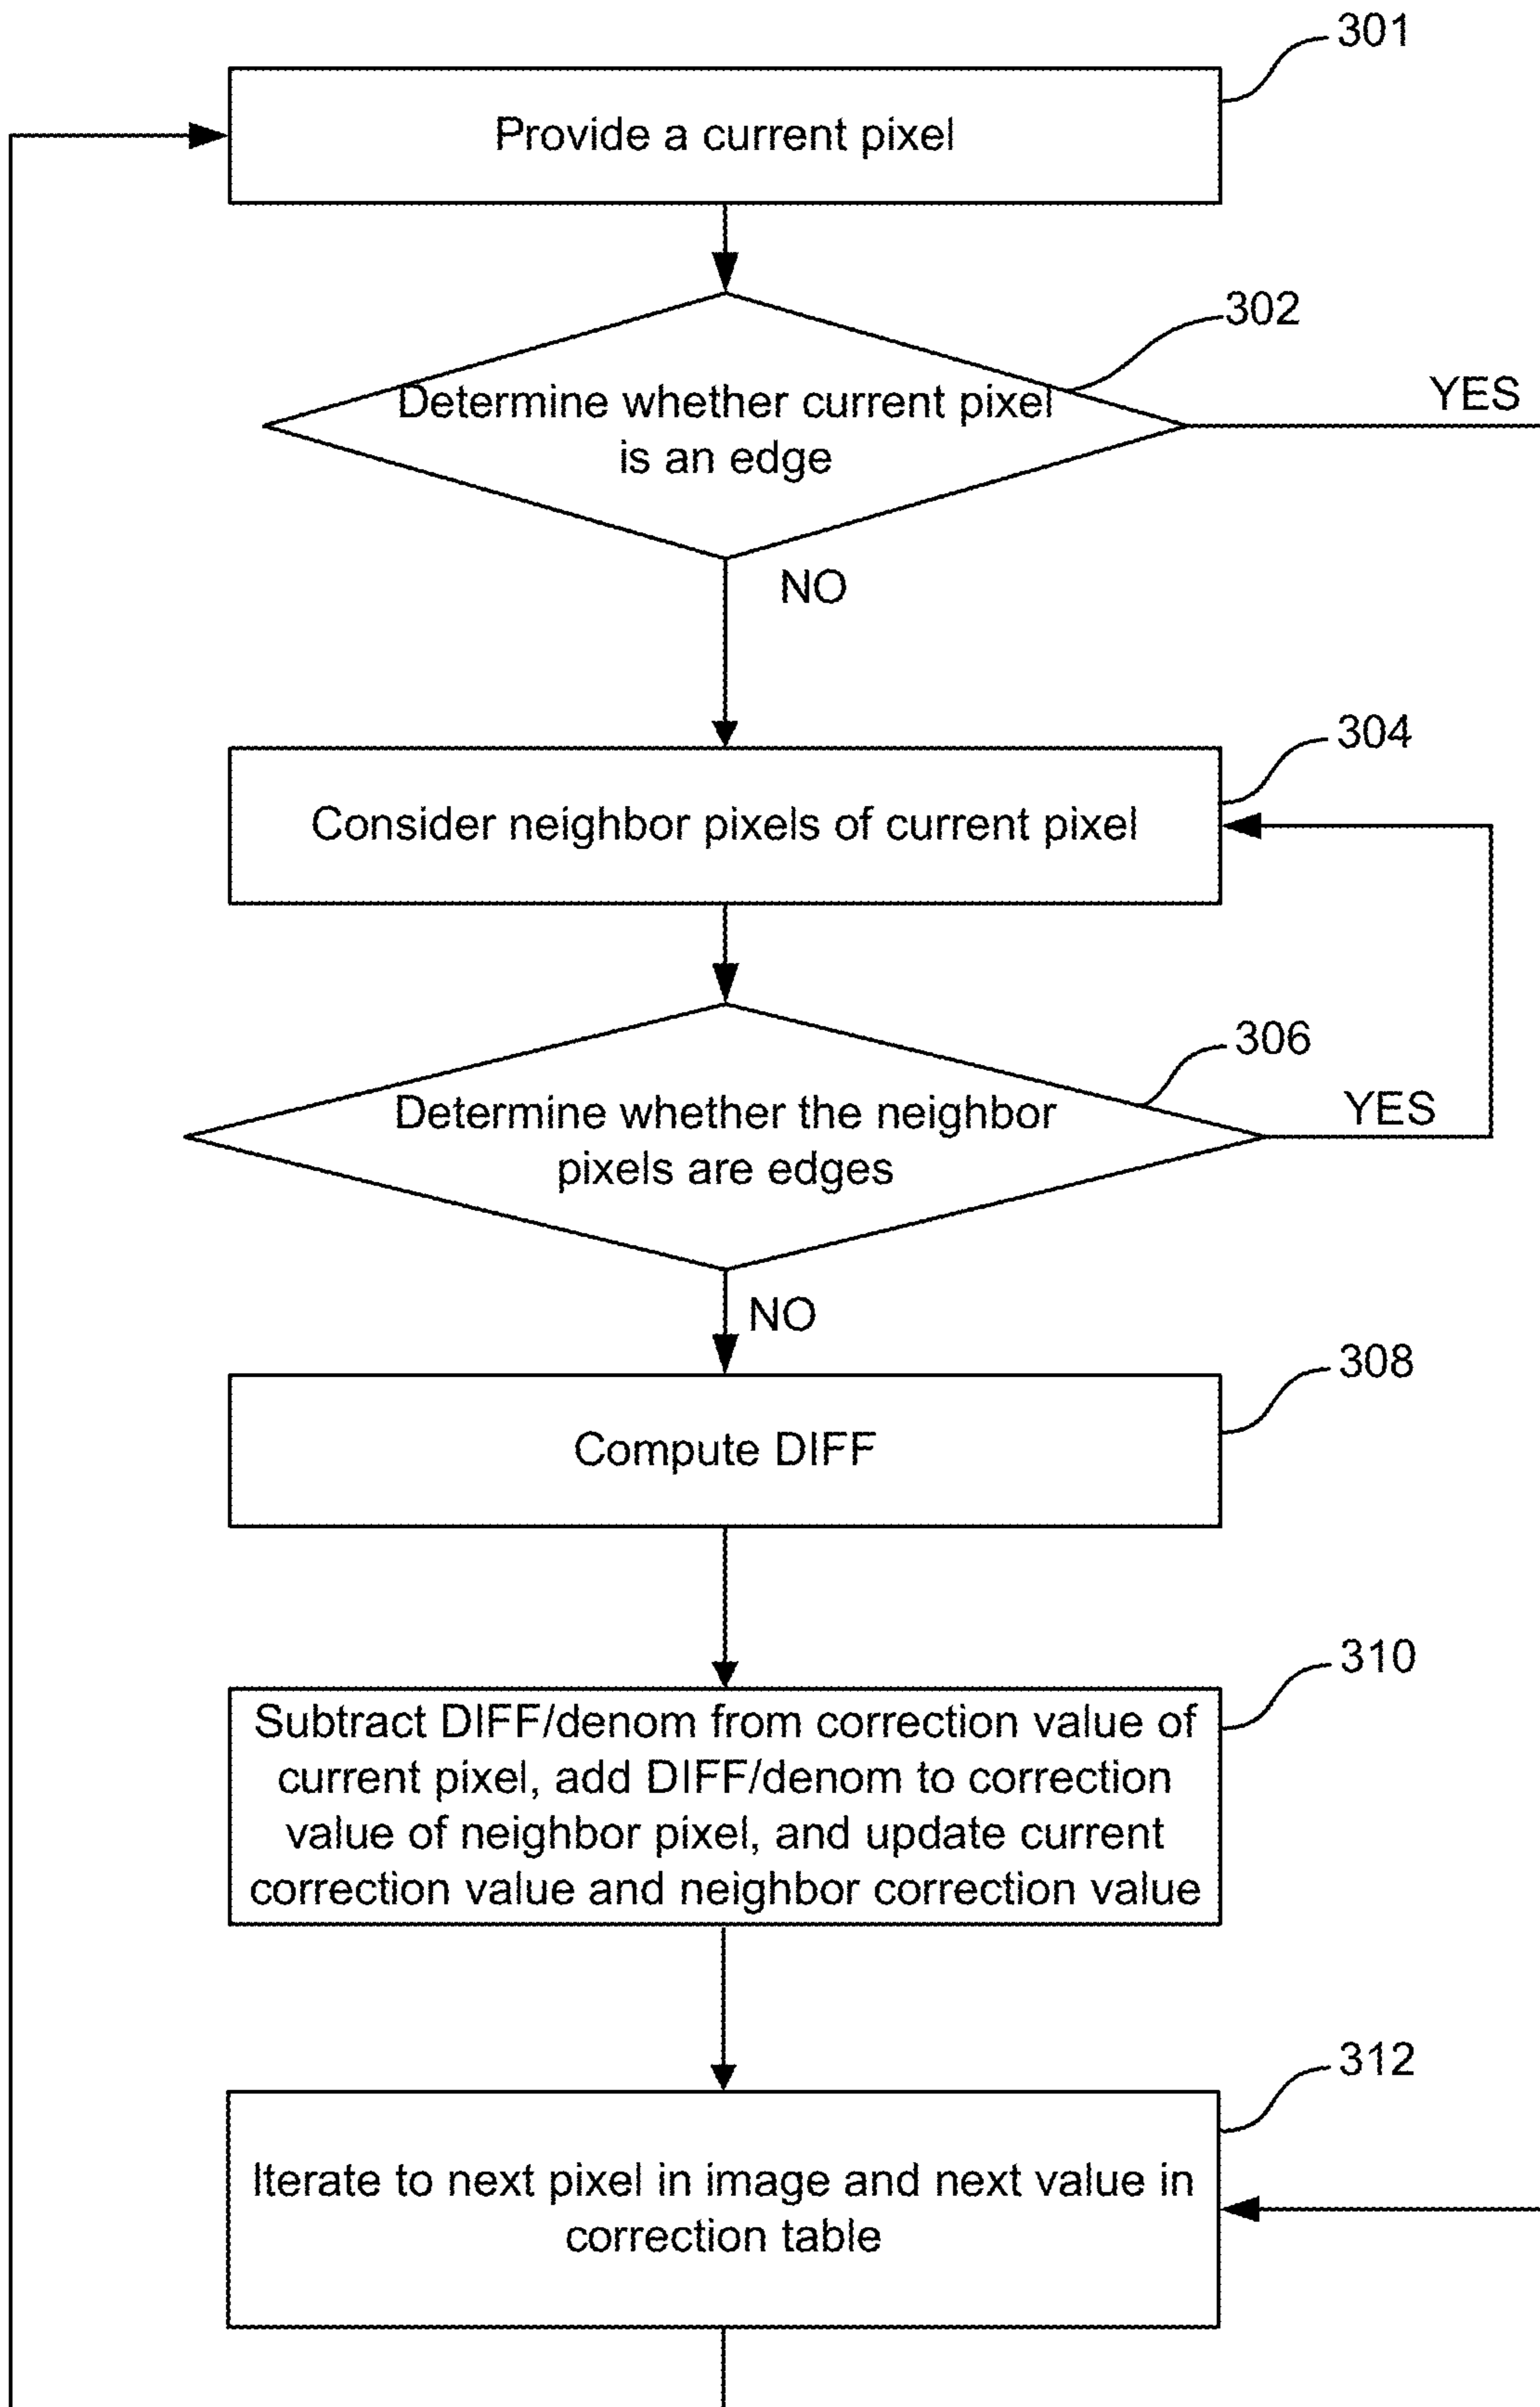 301
Provide a current pixel
302
Determine whether current pixel
is an edge
YES
NO
304
Consider neighbor pixels of current pixel
306
Determine whether the neighbor
pixels are edges
YES
NO
308
Compute DIFF
310
Subtract DIFF/denom from correction value of
current pixel, add DIFF/denom to correction
value of neighbor pixel, and update current
correction value and neighbor correction value
312
Iterate to next pixel in image and next value in
correction table